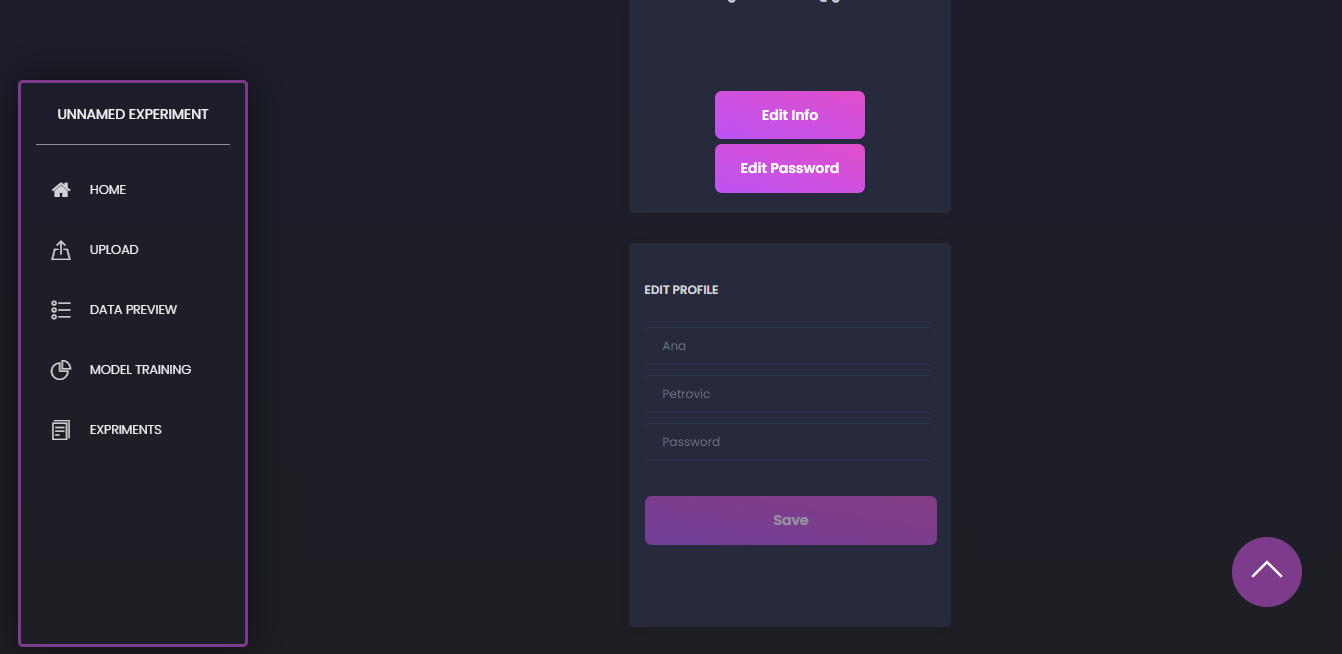 UNNAMED EXPERIMENT
HOME
UPLOAD
DATA PREVIEW
MODEL TRAINING
EXPRIMENTS
Edit Info
Edit Password
EDIT PROFILE
Ana
Petrovic
Password
Save